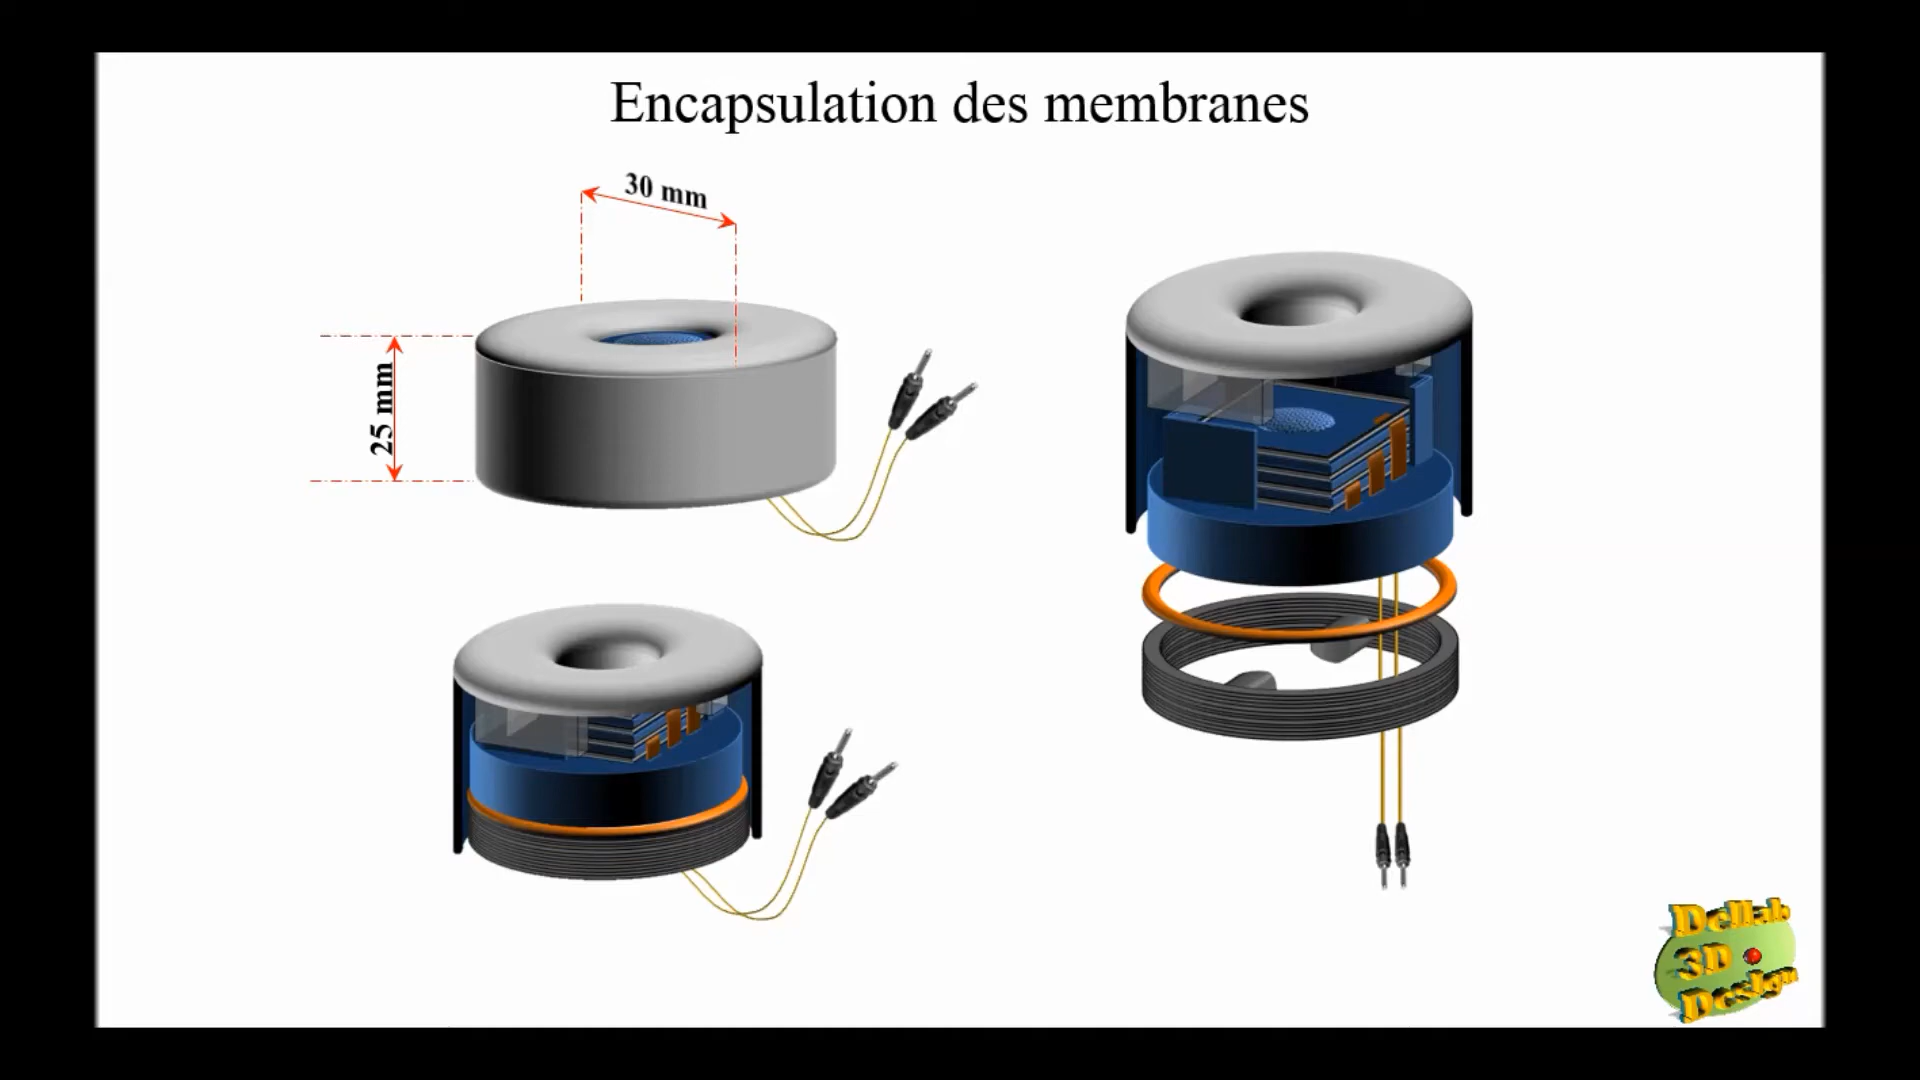 Encapsulation des membranes
30 mm
25 mm
Dellab
3D
Design